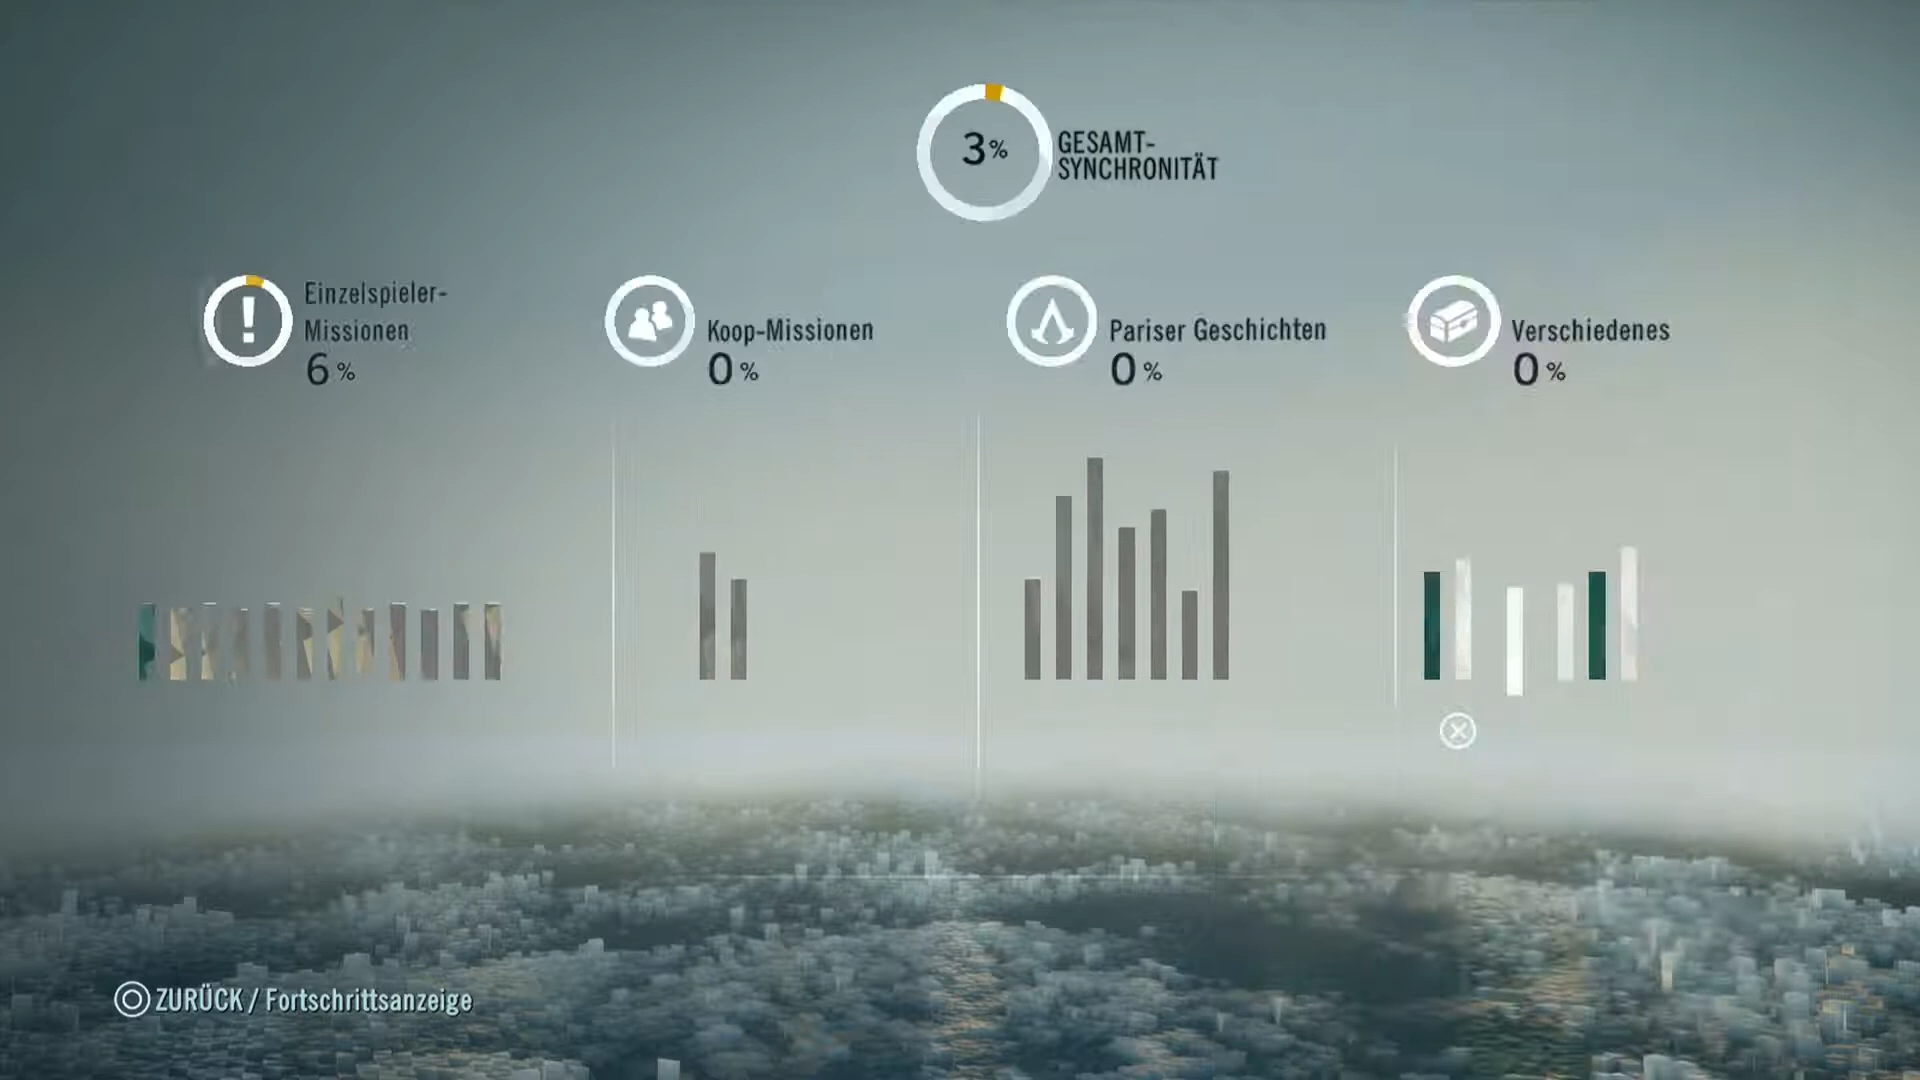 3%
GESAMT-
SYNCHRONITÄT
Einzelspieler-
Missionen
6 %
Koop-Missionen
0 %
Pariser Geschichten
0 %
Verschiedenes
0 %
ZURÜCK / Fortschrittsanzeige